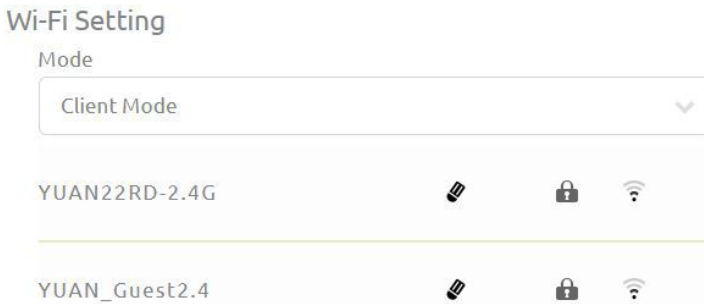 Wi-Fi Setting
Mode
Client Mode
YUAN22RD-2.4G
YUAN_Guest2.4